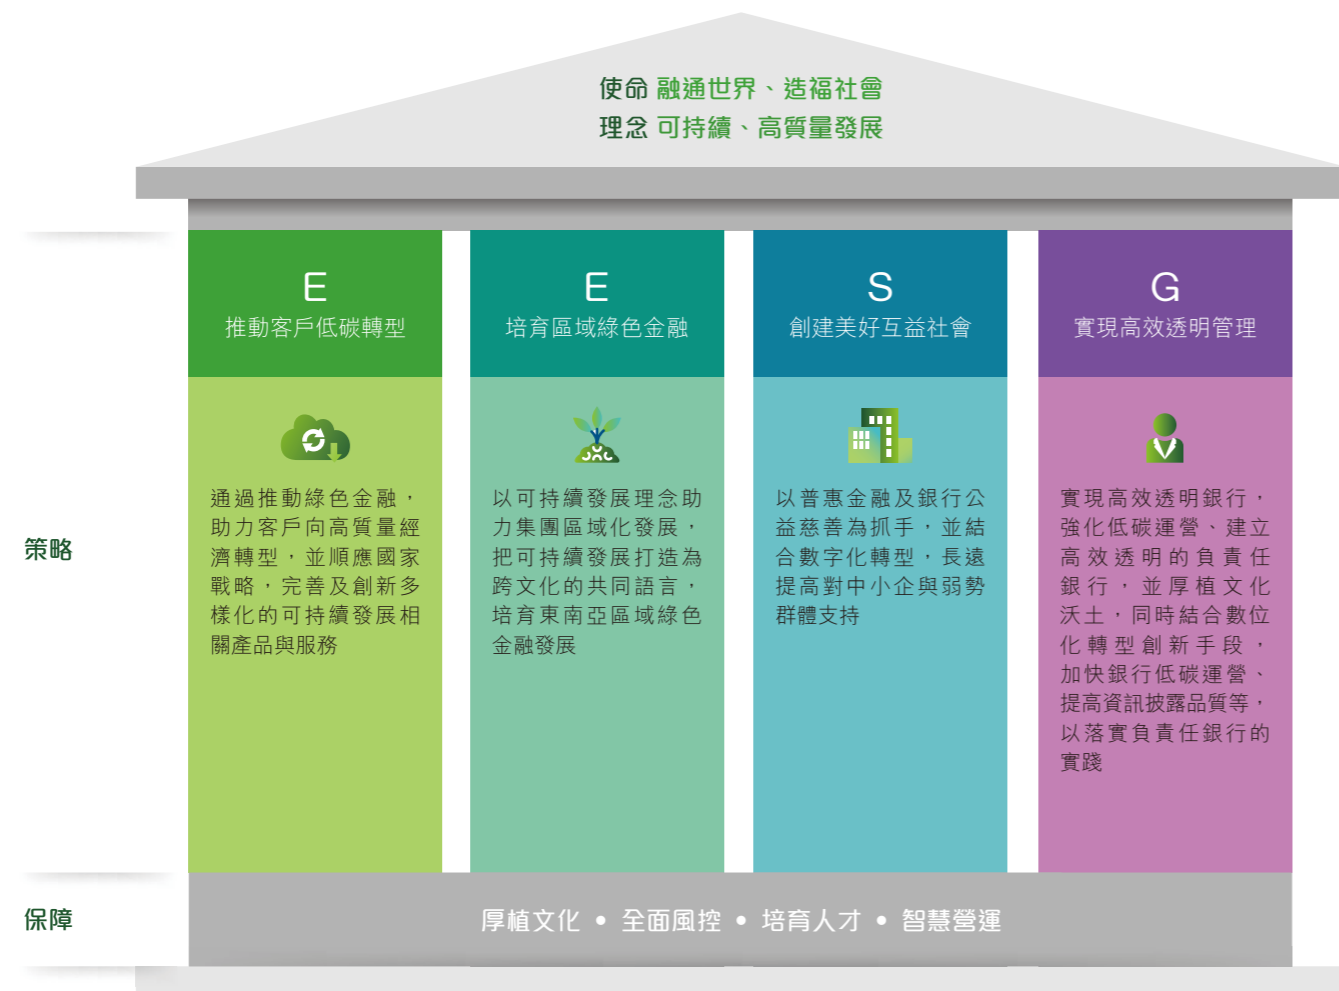 使命 融通世界、造福社會
理念 可持續、高質量發展
策略
E
推動客戶低碳轉型
通過推動綠色金融，
助力客戶向高質量經
濟轉型，並順應國家
戰略，完善及創新多
樣化的可持續發展相
關產品與服務
E
培育區域綠色金融
以可持續發展理念助
力集團區域化發展，
把可持續發展打造為
跨文化的共同語言，
培育東南亞區域綠色
金融發展
S
創建美好互益社會
以普惠金融及銀行公
益慈善為抓手，並結
合數字化轉型，長遠
提高對中小企與弱勢
群體支持
G
實現高效透明管理
實現高效透明銀行，
強化低碳運營、建立
高效透明的負責任
銀行，並厚植文化
沃土，同時結合數位
化轉型創新手段，
加快銀行低碳運營、
提高資訊披露品質等，
以落實負責任銀行的
實踐
保障
厚植文化 • 全面風控 • 培育人才 • 智慧營運